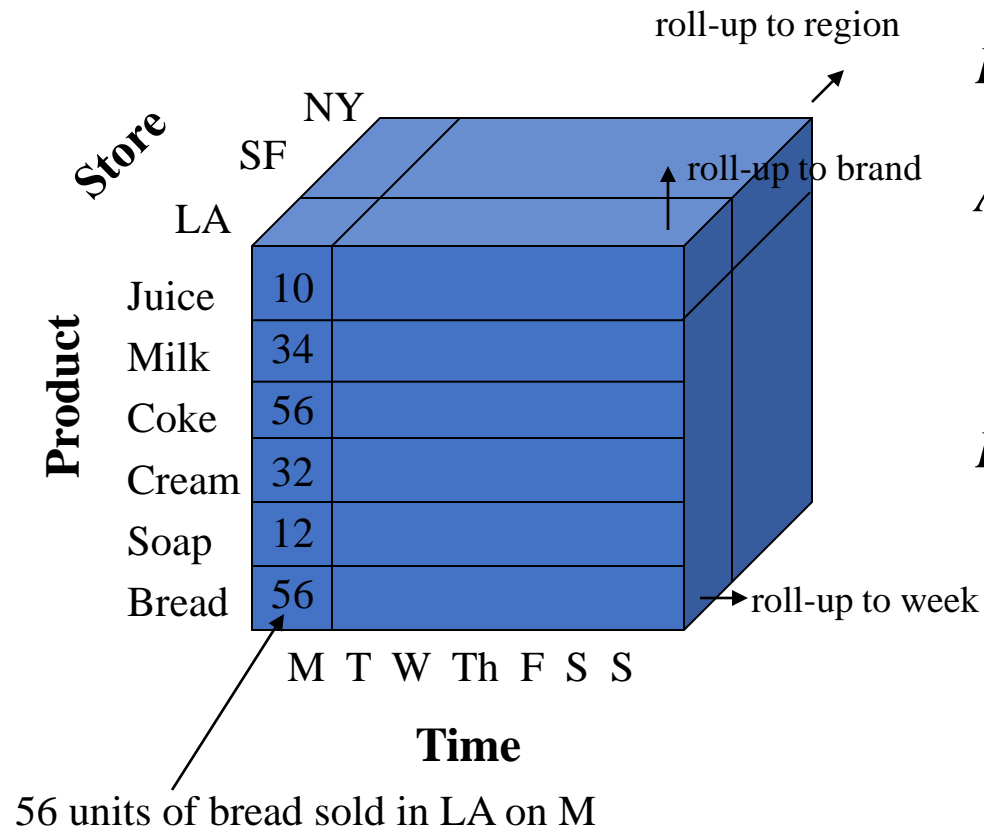 roll-up to region
NY
Store
SF
roll-up to brand
LA
Juice 10
Milk 34
Product
Coke 56
Cream 32
Soap 12
Bread 56
roll-up to week
M T W Th F S S
Time
56 units of bread sold in LA on M